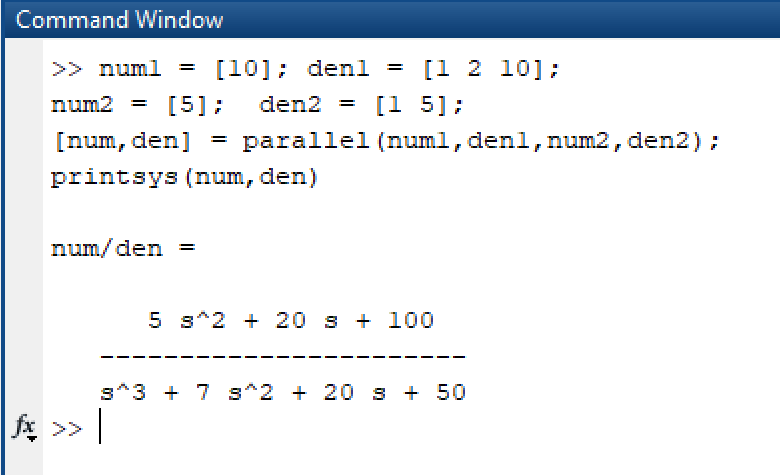 Command Window
>> num1 = [10]; den1 = [1 2 10];
num2 = [5];  den2 = [1 5];
[num,den] = parallel(num1,den1,num2,den2);
printsys(num,den)
num/den =
5 s^2 + 20 s + 100
-----------------------
s^3 + 7 s^2 + 20 s + 50
fx >>